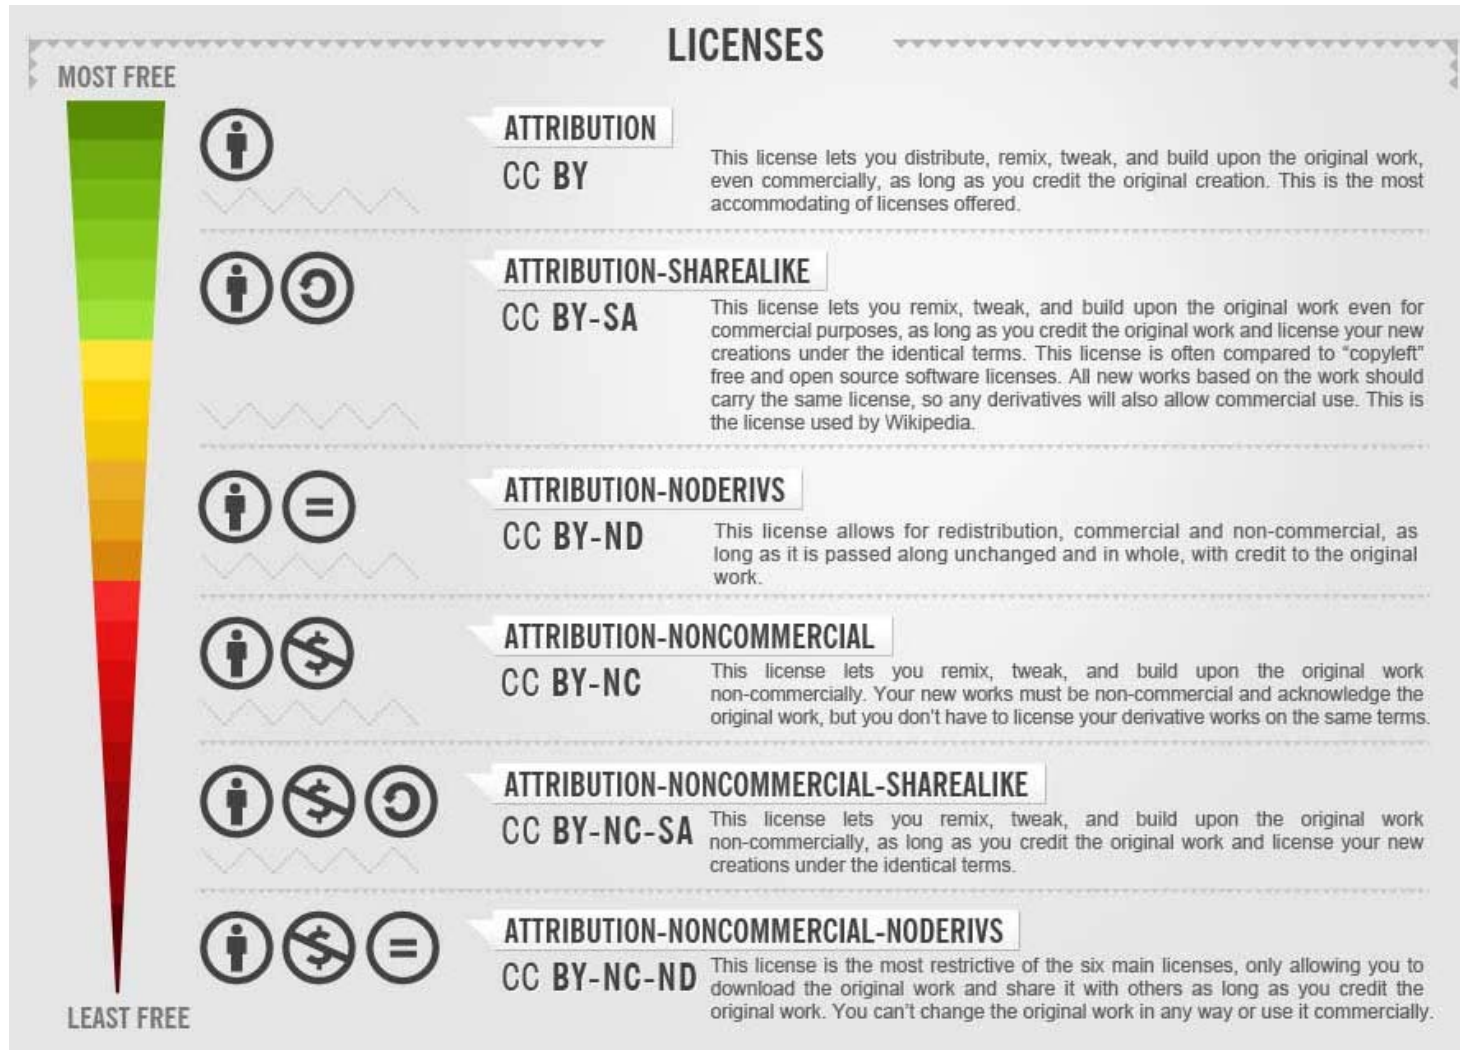 LICENSES
MOST FREE
ATTRIBUTION
CC BY
This license lets you distribute, remix, tweak, and build upon the original work,
even commercially, as long as you credit the original creation. This is the most
accommodating of licenses offered.
ATTRIBUTION-SHAREALIKE
CC BY-SA
This license lets you remix, tweak, and build upon the original work even for
commercial purposes, as long as you credit the original work and license your new
creations under the identical terms. This license is often compared to “copyleft”
free and open source software licenses. All new works based on the work should
carry the same license, so any derivatives will also allow commercial use. This is
the license used by Wikipedia.
ATTRIBUTION-NODERIVS
CC BY-ND
This license allows for redistribution, commercial and non-commercial, as
long as it is passed along unchanged and in whole, with credit to the original
work.
ATTRIBUTION-NONCOMMERCIAL
CC BY-NC
This license lets you remix, tweak, and build upon the original work
non-commercially. Your new works must be non-commercial and acknowledge the
original work, but you don’t have to license your derivative works on the same terms.
ATTRIBUTION-NONCOMMERCIAL-SHAREALIKE
CC BY-NC-SA
This license lets you remix, tweak, and build upon the original work
non-commercially, as long as you credit the original work and license your new
creations under the identical terms.
ATTRIBUTION-NONCOMMERCIAL-NODERIVS
CC BY-NC-ND
This license is the most restrictive of the six main licenses, only allowing you to
download the original work and share it with others as long as you credit the
original work. You can’t change the original work in any way or use it commercially.
LEAST FREE